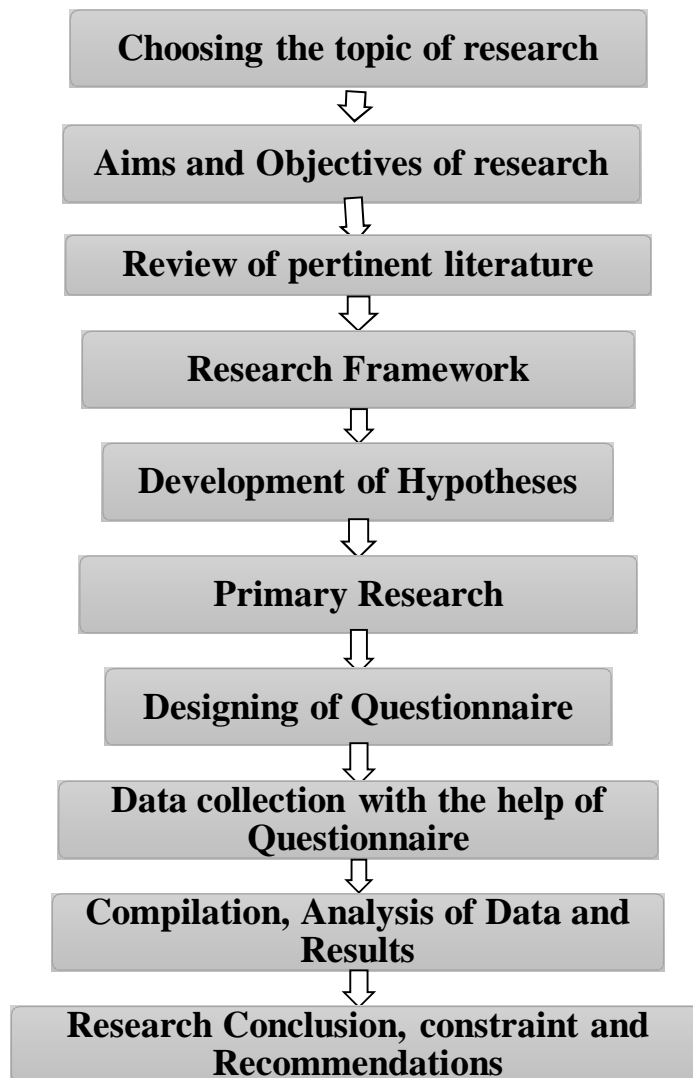 Choosing the topic of research
Aims and Objectives of research
Review of pertinent literature
Research Framework
Development of Hypotheses
Primary Research
Designing of Questionnaire
Data collection with the help of
Questionnaire
Compilation, Analysis of Data and
Results
Research Conclusion, constraint and
Recommendations